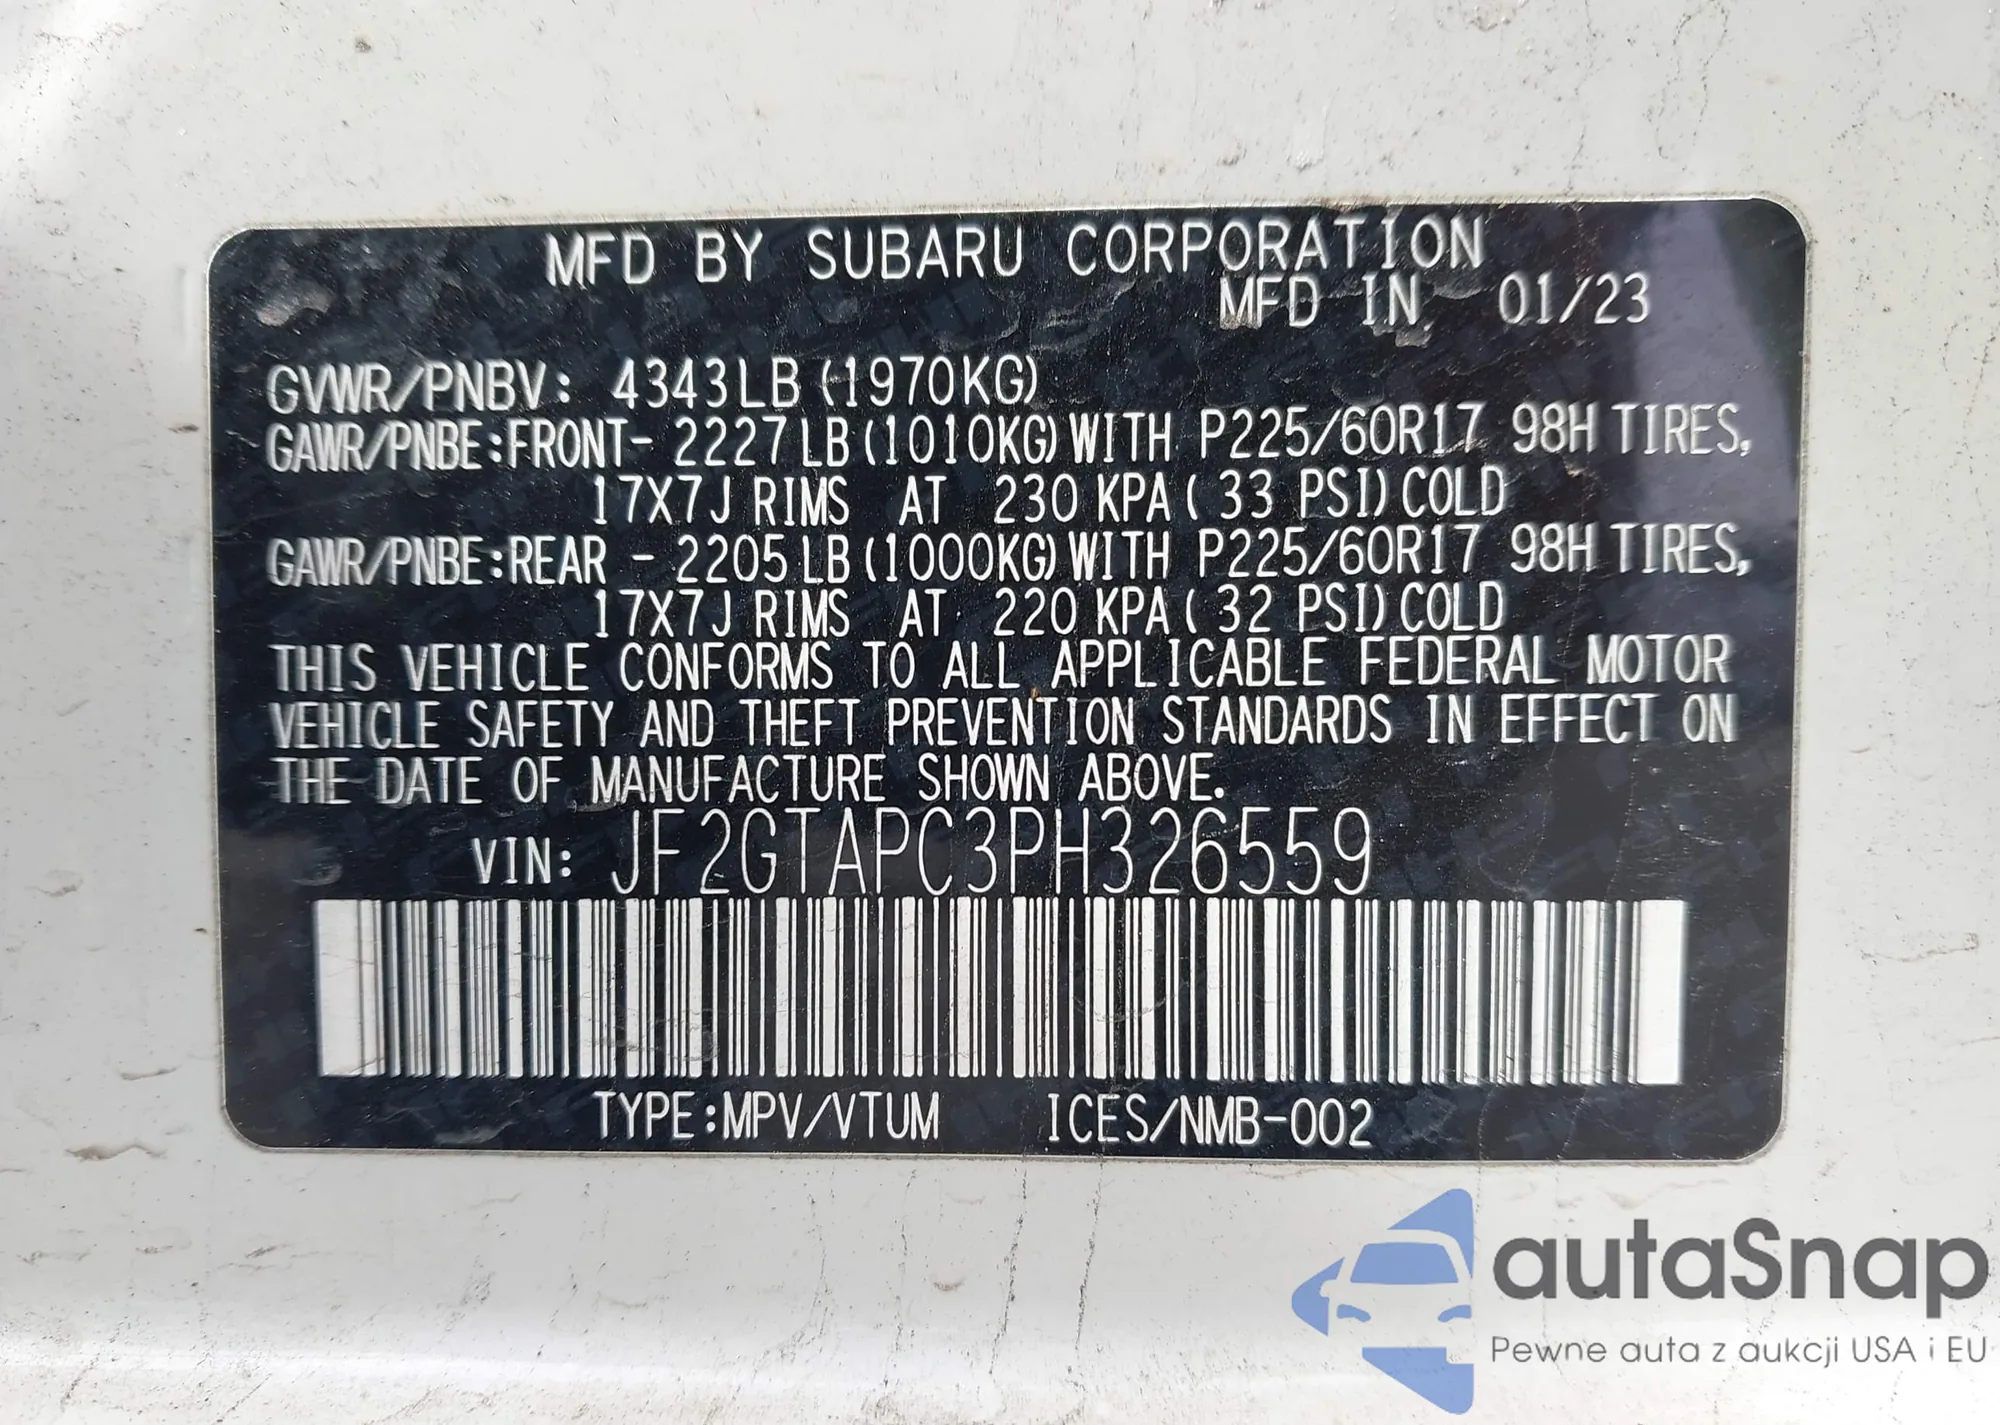 MFD BY SUBARU CORPORATION
MFD IN 01/23
GVWR/PNBV: 4343LB (1970KG)
GAWR/PNBE:FRONT- 2227LB (1010KG) WITH P225/60R17 98H TIRES,
17X7J RIMS AT 230 KPA ( 33 PSI) COLD
GAWR/PNBE:REAR - 2205LB (1000KG) WITH P225/60R17 98H TIRES,
17X7J RIMS AT 220 KPA ( 32 PSI) COLD
THIS VEHICLE CONFORMS TO ALL APPLICABLE FEDERAL MOTOR
VEHICLE SAFETY AND THEFT PREVENTION STANDARDS IN EFFECT ON
THE DATE OF MANUFACTURE SHOWN ABOVE.
VIN: JF2GTAPC3PH326559
TYPE:MPV/VTUM ICES/NMB-002
autaSnap
Pewne auta z aukcji USA i EU